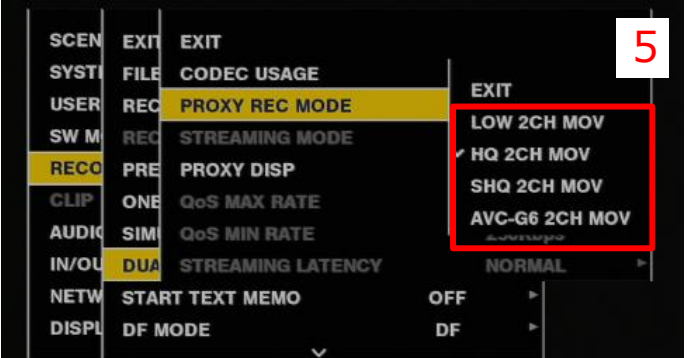 5
SCEN
SYSTI
USER
SW M
RECO
CLIP
AUDIO
IN/OU
NETW
DISPL
EXIT
FILE
REC
REC
PRE
ONE
SIMU
DUA
START TEXT MEMO OFF
DF MODE DF
EXIT
CODEC USAGE
PROXY REC MODE
STREAMING MODE
PROXY DISP
QoS MAX RATE
QoS MIN RATE
STREAMING LATENCY NORMAL
EXIT
LOW 2CH MOV
HQ 2CH MOV
SHQ 2CH MOV
AVC-G6 2CH MOV